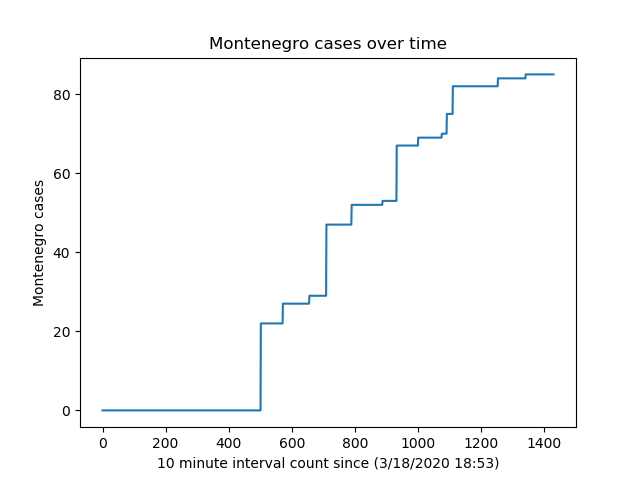 Montenegro cases over time
80
60
40
20
0
Montenegro cases
0 200 400 600 800 1000 1200 1400
10 minute interval count since (3/18/2020 18:53)